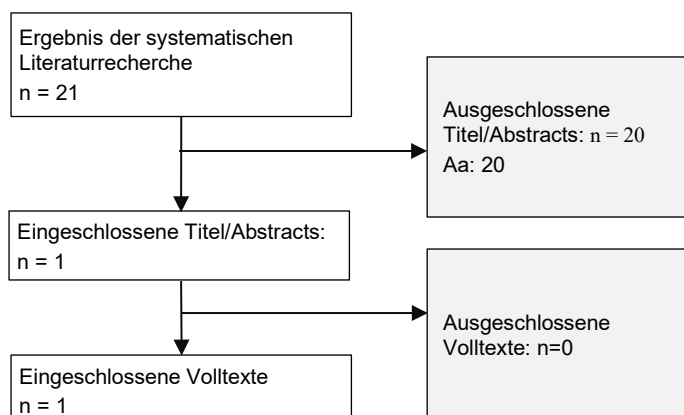 Ergebnis der systematischen
Literaturrecherche
n = 21
Ausgeschlossene
Titel/Abstracts: n = 20
Aa: 20
Eingeschlossene Titel/Abstracts:
n = 1
Ausgeschlossene
Volltexte: n=0
Eingeschlossene Volltexte
n = 1